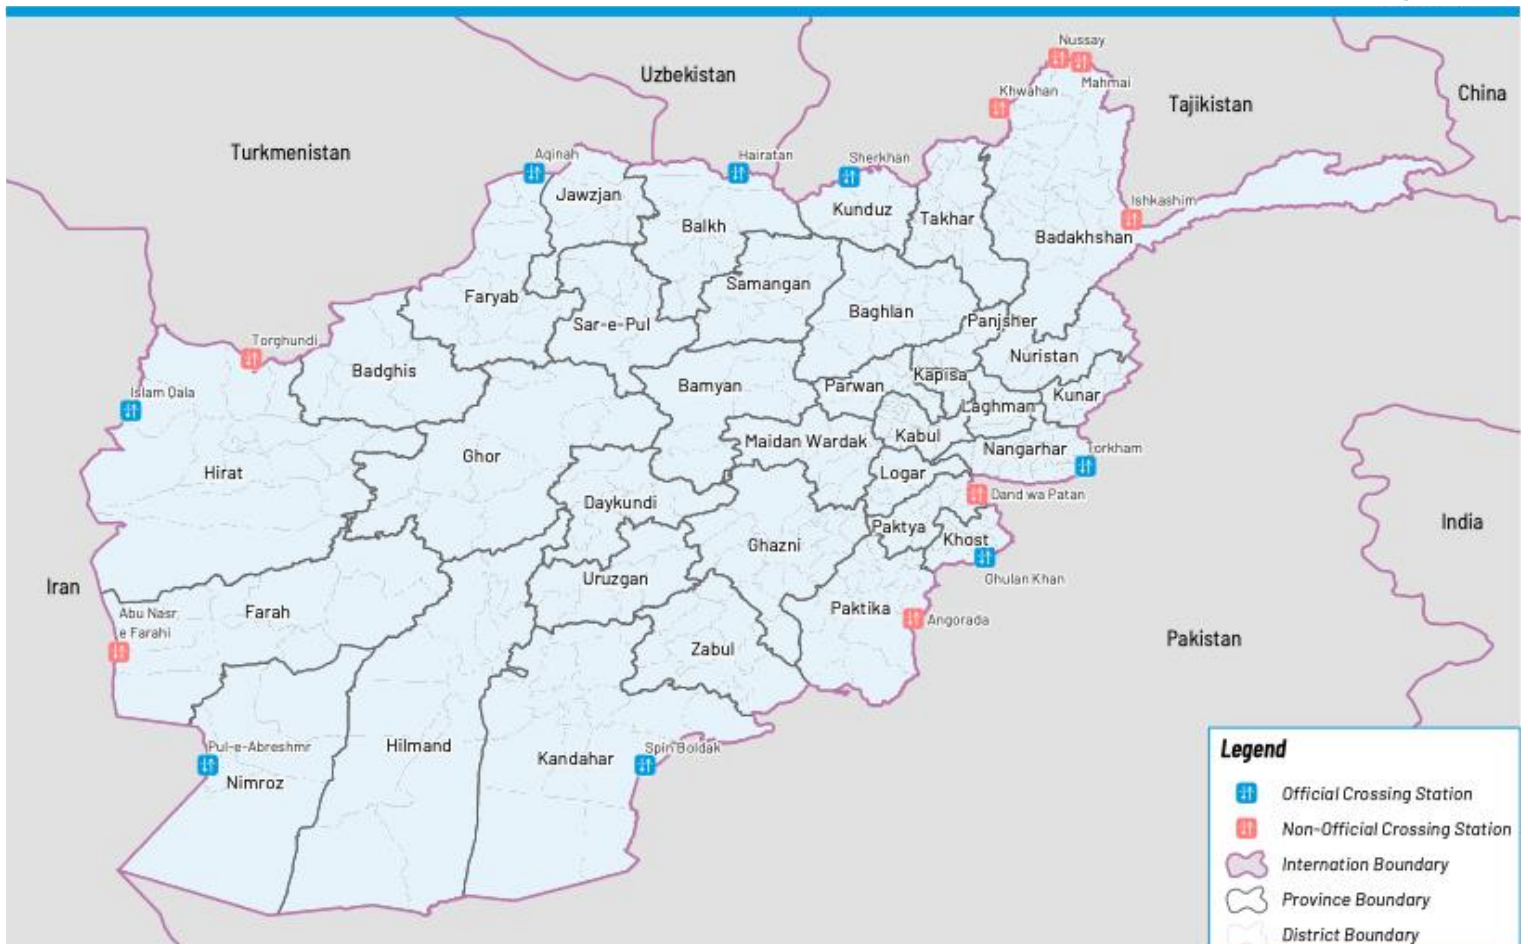 Nussay
Uzbekistan
Mahmai
Khwahan
China
Tajikistan
Turkmenistan
Aqinah
Hairatan
Sherkhan
Jawzjan
Ishkashim
Kunduz
Takhar
Balkh
Badakhshan
Samangan
Faryab
Baghlan
Panjsher
Sar-e-Pul
Torghundi
Nuristan
Badghis
Kapisa
Bamyan
Parwan
Islam Qala
Kunar
Laghman
Kabul
Maidan Wardak
Nangarhar
Torkham
Ghor
Hirat
Logar
Dand wa Patan
Daykundi
India
Paktya
Khost
Ghazni
Uruzgan
Ghulan Khan
Iran
Paktika
Abu Nasr
e Farahi
Farah
Angorada
Pakistan
Zabul
Pul-e-Abreshmr
Hilmand
Spin Boldak
Kandahar
Nimroz
Legend
Official Crossing Station
Non-Official Crossing Station
Internation Boundary
Province Boundary
District Boundary